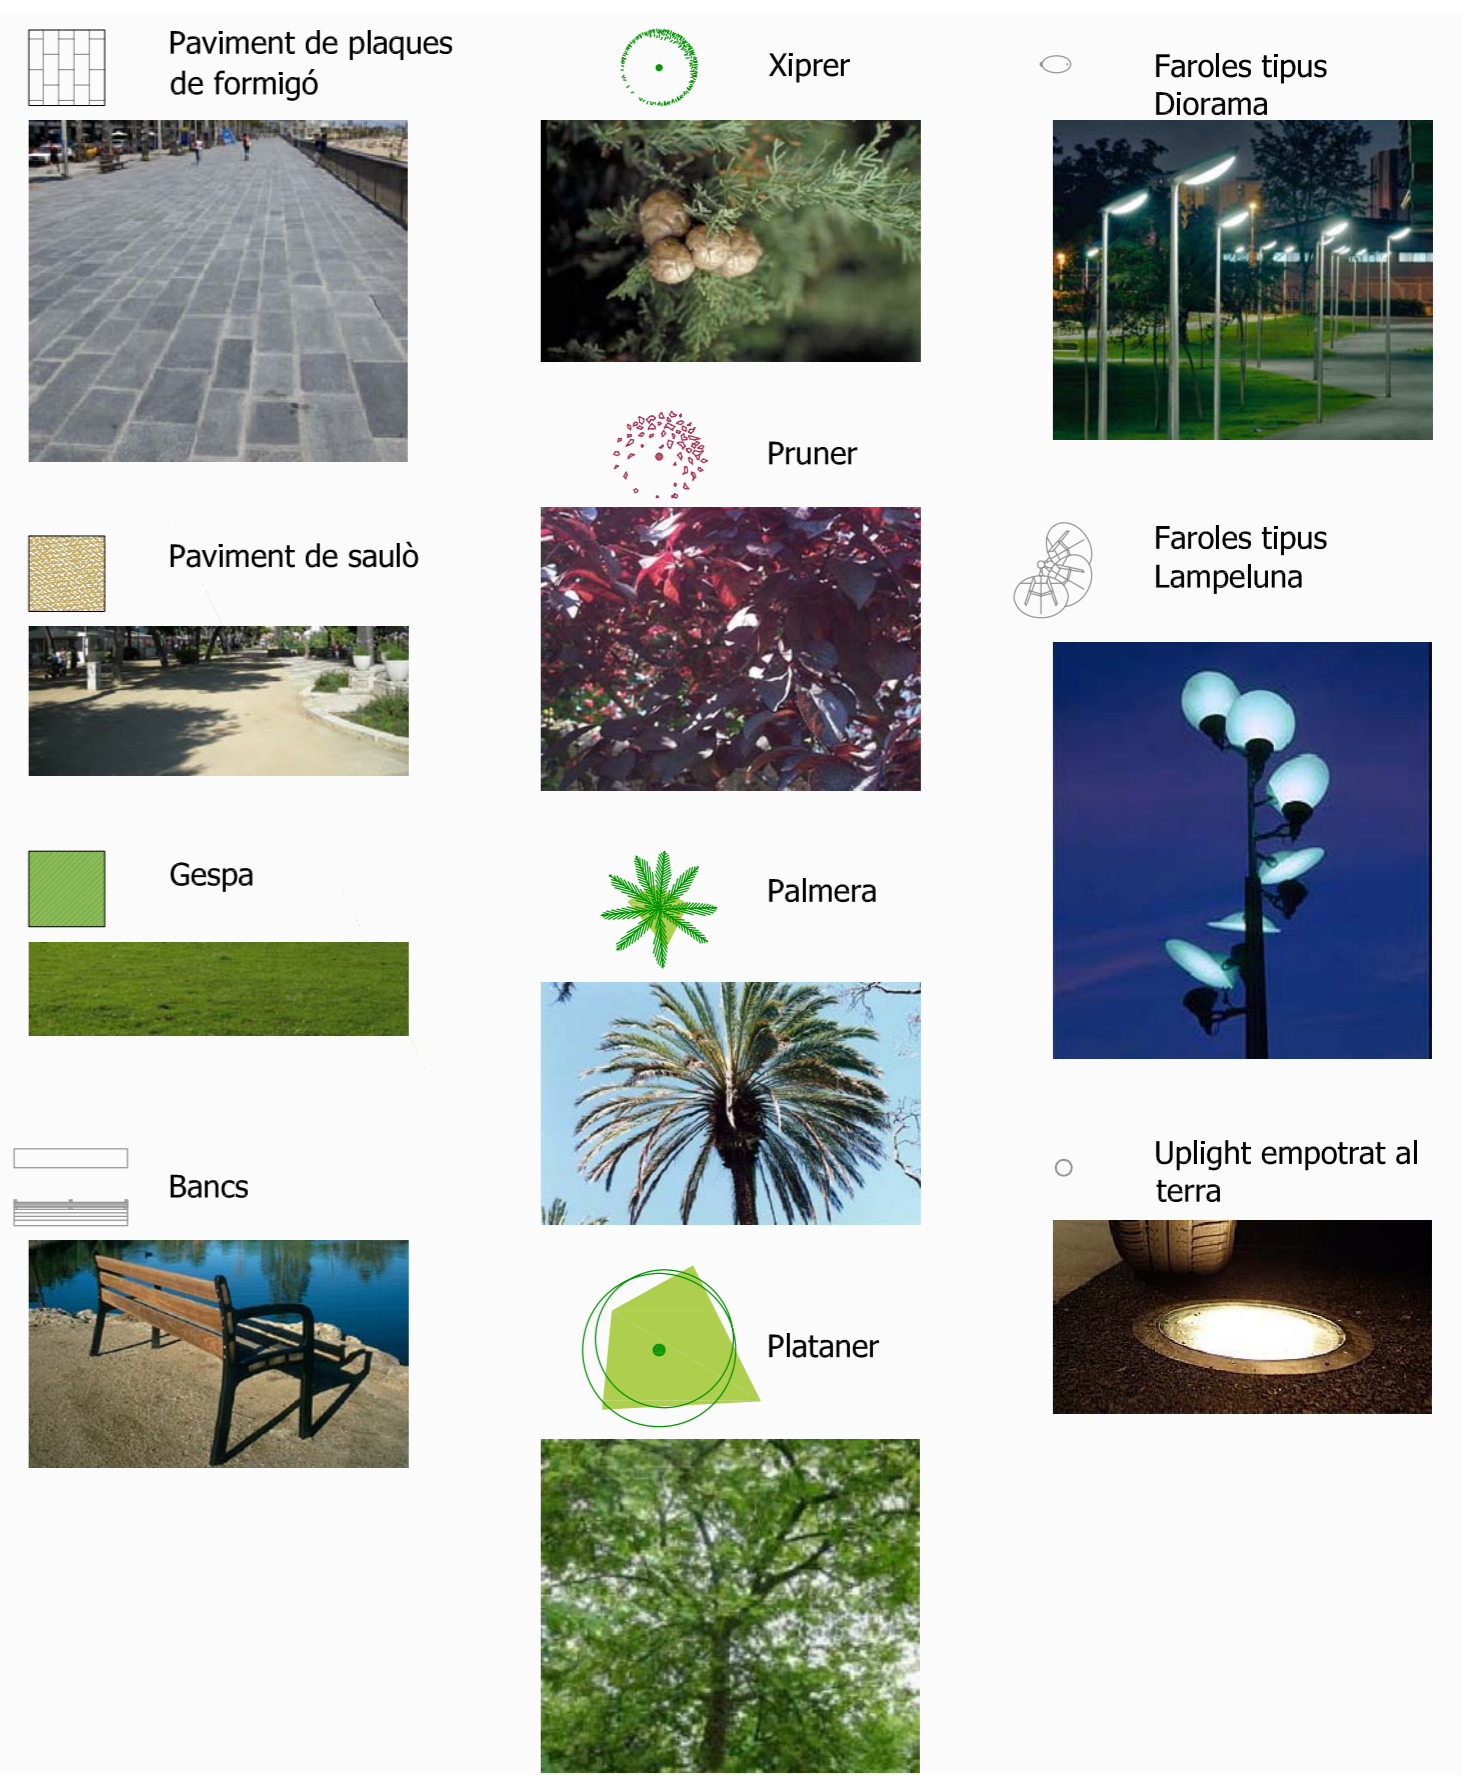 Paviment de plaques
de formigó
Paviment de saulò
Gespa
Bancs
Xiprer
Pruner
Palmera
Plataner
Faroles tipus
Diorama
Faroles tipus
Lampeluna
Uplight empotrat al
terra